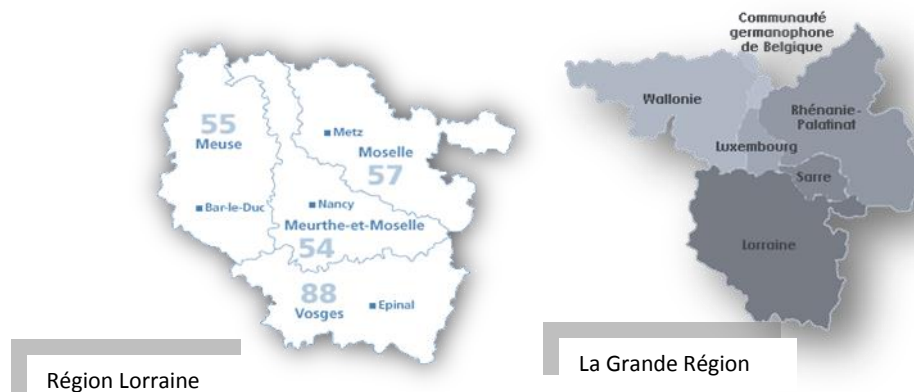 55
Meuse
Metz
Moselle
57
Bar-le-Duc
Nancy
Meurthe-et-Moselle
54
88
Vosges
Epinal
Région Lorraine
Communauté
germanophone
de Belgique
Wallonie
Rhénanie-
Palatinat
Luxembourg
Sarre
Lorraine
La Grande Région